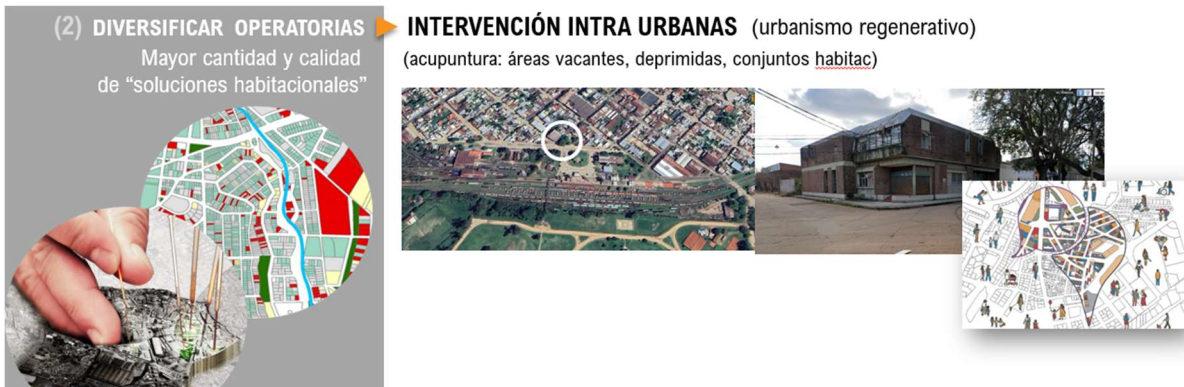 (2) DIVERSIFICAR OPERATORIAS
Mayor cantidad y calidad
de “soluciones habitacionales”
INTERVENCIÓN INTRA URBANAS (urbanismo regenerativo)
(acupuntura: áreas vacantes, deprimidas, conjuntos habitac)